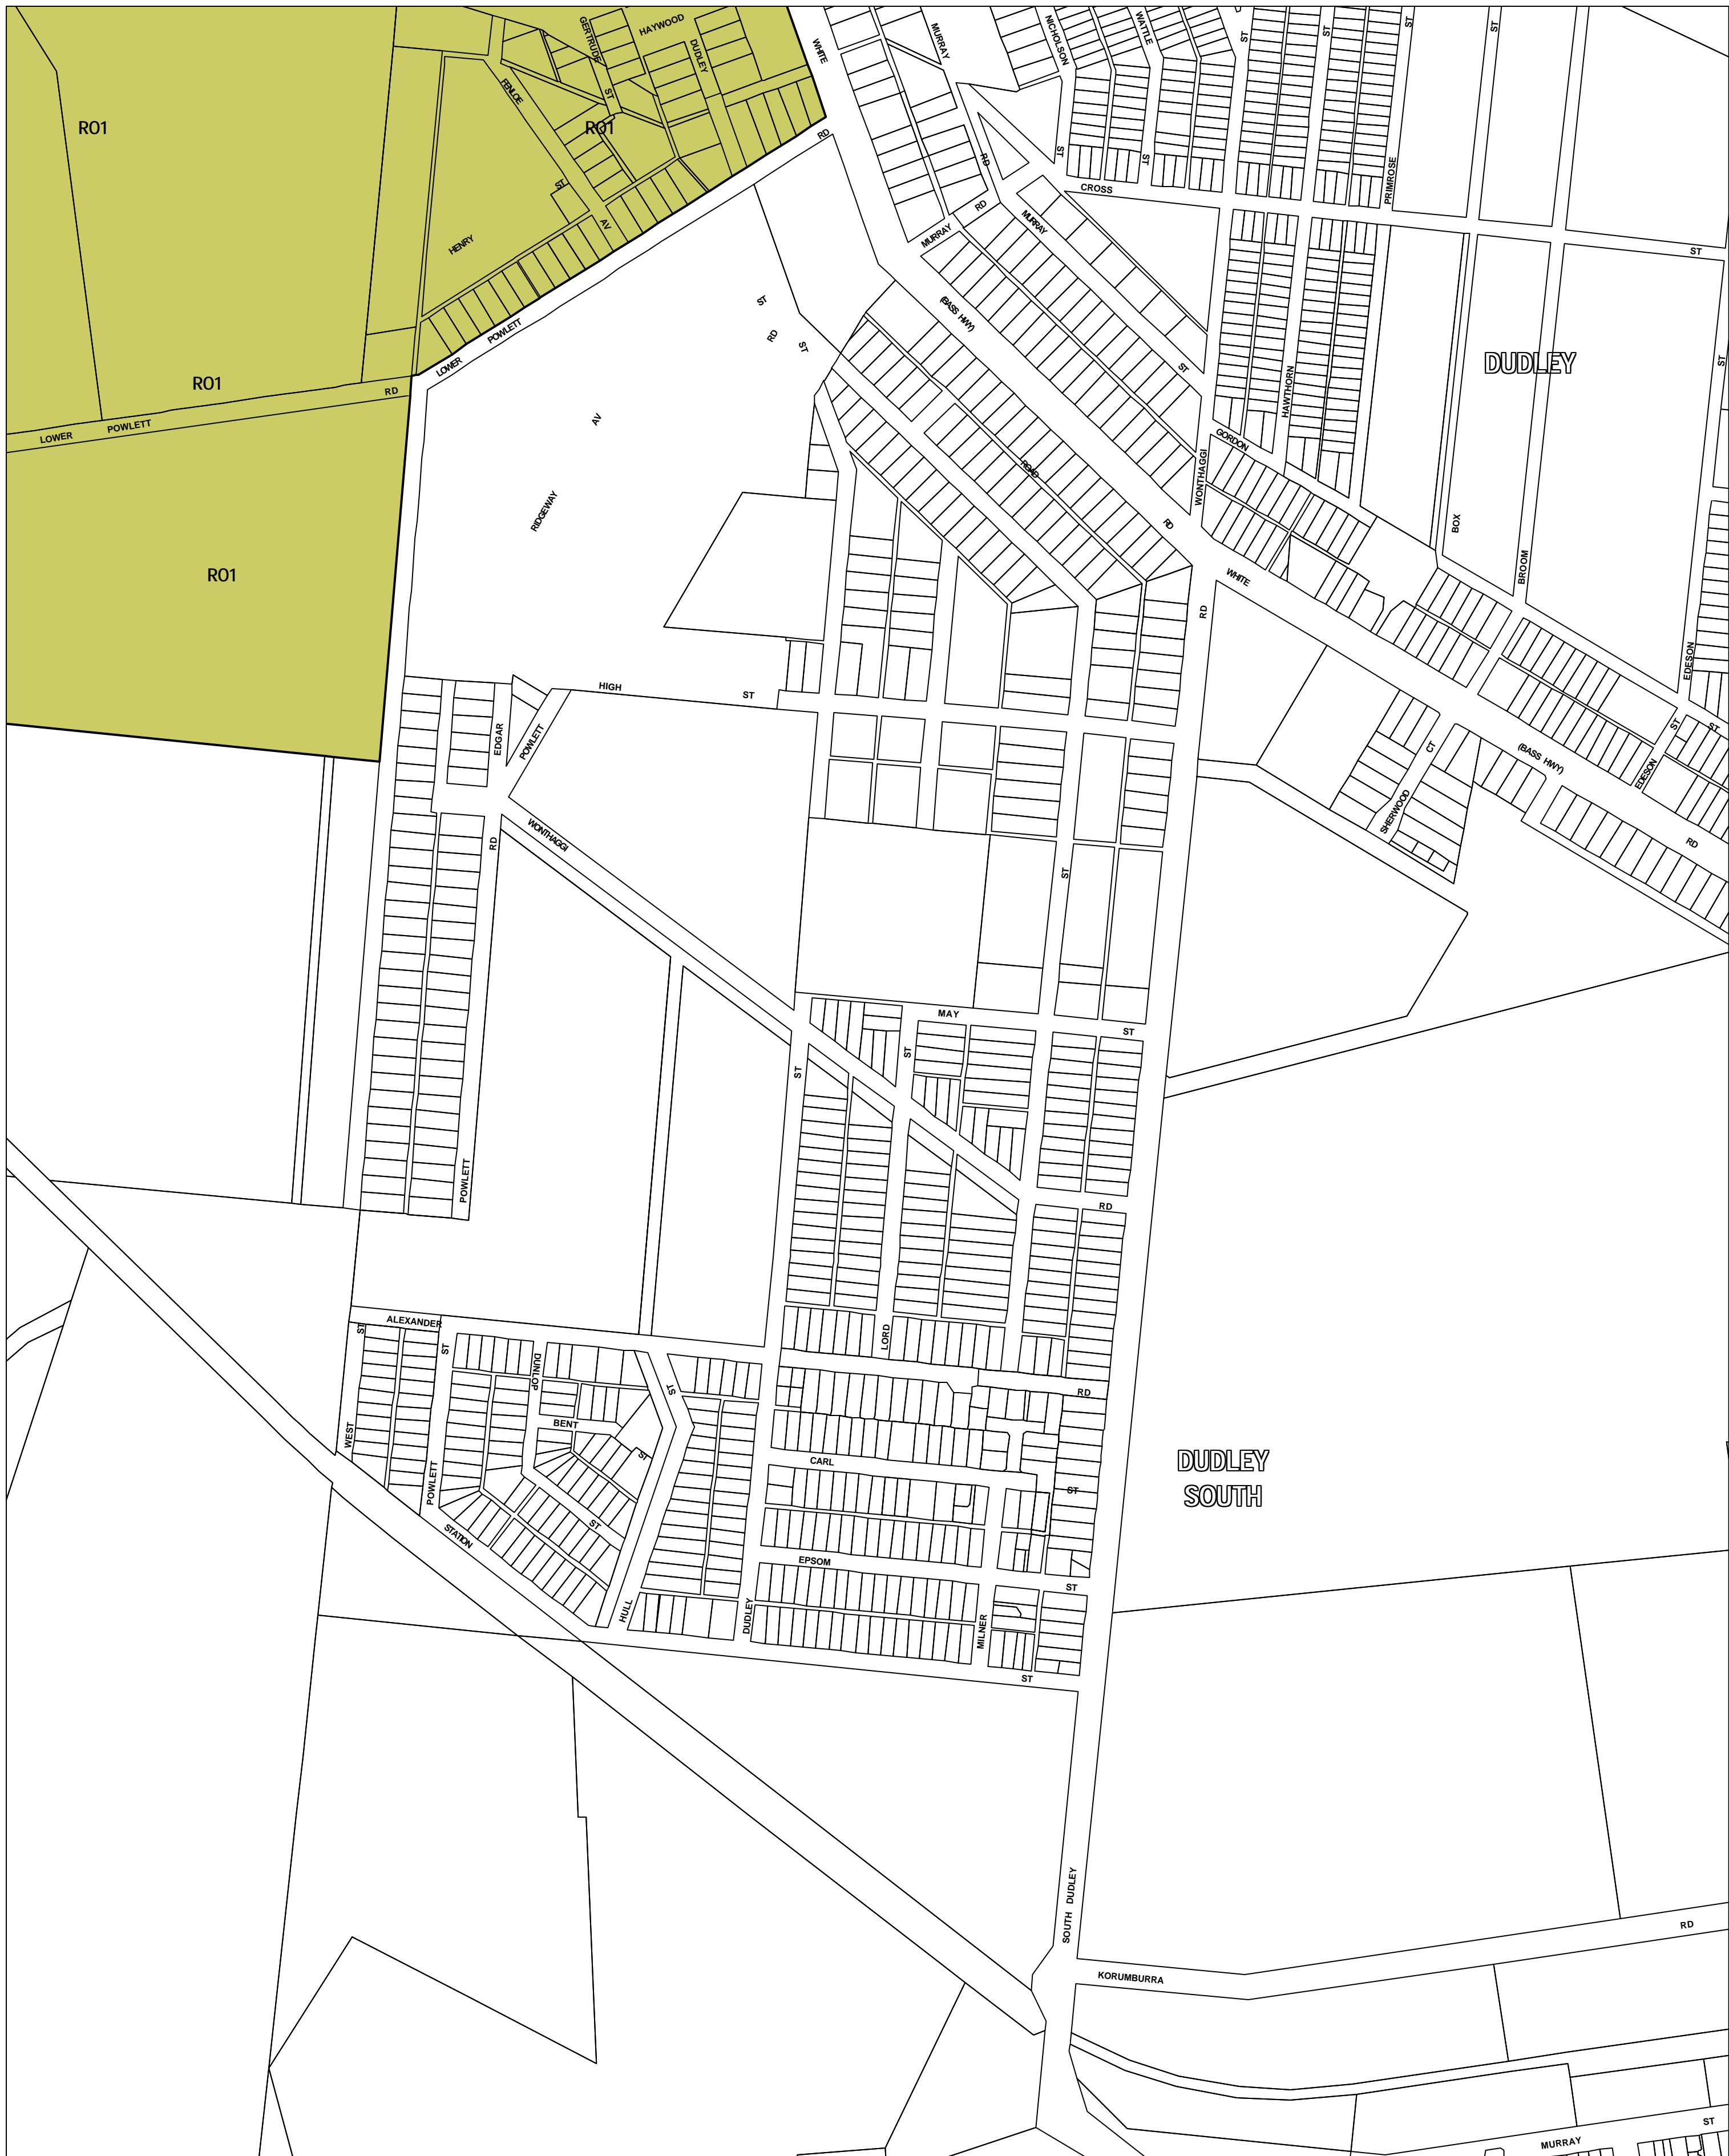 GERTRUDE
HAYWOOD
DUDLEY
WHITE
MURRAY
NICHOLSON
WATTLE
ST
ST
ST
ST
FENLOE
ST
RO1
RO1
RD
RD
ST
ST
CROSS
PRIMROSE
ST
AV
HENRY
RD
MURRAY
MURRAY
ST
ST
(BASS HWY)
LOWER
POWLETT
RD
ST
ST
ST
DUDLEY
RO1
RD
HAWTHORN
LOWER
POWLETT
AV
GORDON
ROAD
WONTHAGGI
RIDGEWAY
RD
BOX
BROOM
RO1
WHITE
RD
EDESON
HIGH
ST
EDGAR
POWLETT
ST
ST
CT
(BASS HWY)
EDESON
SHERWOOD
RD
WONTHAGGI
RD
ST
MAY
ST
ST
ST
POWLETT
RD
ALEXANDER
ST
ST
LORD
DUNLOP
ST
RD
BENT
WEST
ST
CARL
DUDLEY
SOUTH
POWLETT
ST
ST
STATION
EPSOM
ST
HULL
DUDLEY
MILNER
ST
SOUTH DUDLEY
RD
KORUMBURRA
ST
MURRAY